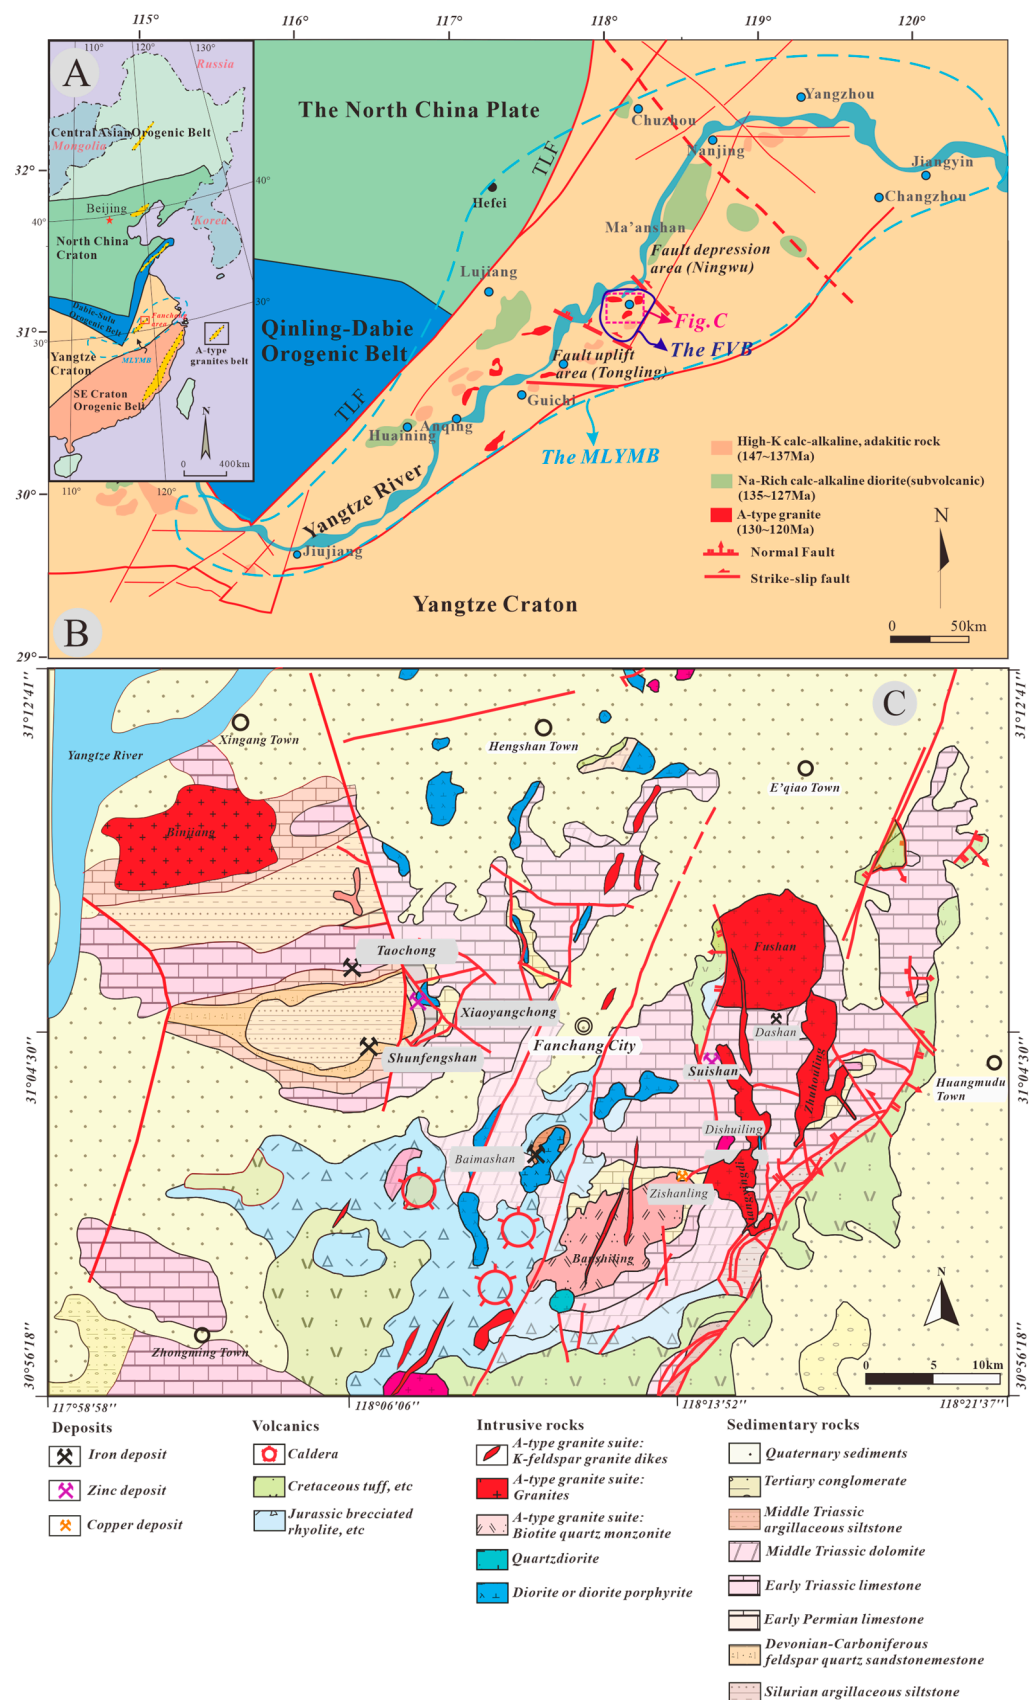 115°
116°
117°
118°
119°
120°
32°
31°
30°
29°
A
110°
120°
130°
Russia
Central Asian Orogenic Belt
Mongolia
40°
Beijing
40°
Korea
North China
Craton
30°
Dabie-Sulu
Orogenic Belt
Fanchang
area
30°
MLYMB
A-type
granites belt
Yangtze
Craton
SE Craton
Orogenic Belt
N
0 400km
110°
120°
The North China Plate
TLF
Hefei
Chuzhou
Yangzhou
Nanjing
Jiangyin
Changzhou
Ma'anshan
Fault depression
area (Ningwu)
Lujiang
Qinling-Dabie
Orogenic Belt
Fig.C
The FYB
Fault uplift
area (Tongling)
TLF
Guichi
Anqing
Huaining
The MLYMB
Yangtze River
Jiujiang
Yangtze Craton
High-K calc-alkaline, adakitic rock
(147~137Ma)
Na-Rich calc-alkaline diorite(subvolcanic)
(135~127Ma)
A-type granite
(130~120Ma)
Normal Fault
Strike-slip fault
N
0 50km
B
31°12'41''
31°12'41''
C
Yangtze River
Xingang Town
Hengshan Town
E'qiao Town
Binjiang
Taochong
Fushan
Xiaoyangchong
Dashan
Fanchang City
Shunfengshan
Suishan
Zhuhouling
Huangmudu
Town
31°04'30''
31°04'30''
Dishuiling
Baimashan
Zishanling
Banshiling
N
Zhongming Town
0 5 10km
30°56'18''
30°56'18''
117°58'58''
118°06'06''
118°13'52''
118°21'37''
Deposits
Iron deposit
Zinc deposit
Copper deposit
Volcanics
Caldera
Cretaceous tuff, etc
Jurassic brecciated
rhyolite, etc
Intrusive rocks
A-type granite suite:
K-feldspar granite dikes
A-type granite suite:
Granites
A-type granite suite:
Biotite quartz monzonite
Quartzdiorite
Diorite or diorite porphyrite
Sedimentary rocks
Quaternary sediments
Tertiary conglomerate
Middle Triassic
argillaceous siltstone
Middle Triassic dolomite
Early Triassic limestone
Early Permian limestone
Devonian-Carboniferous
feldspar quartz sandstonemestone
Silurian argillaceous siltstone